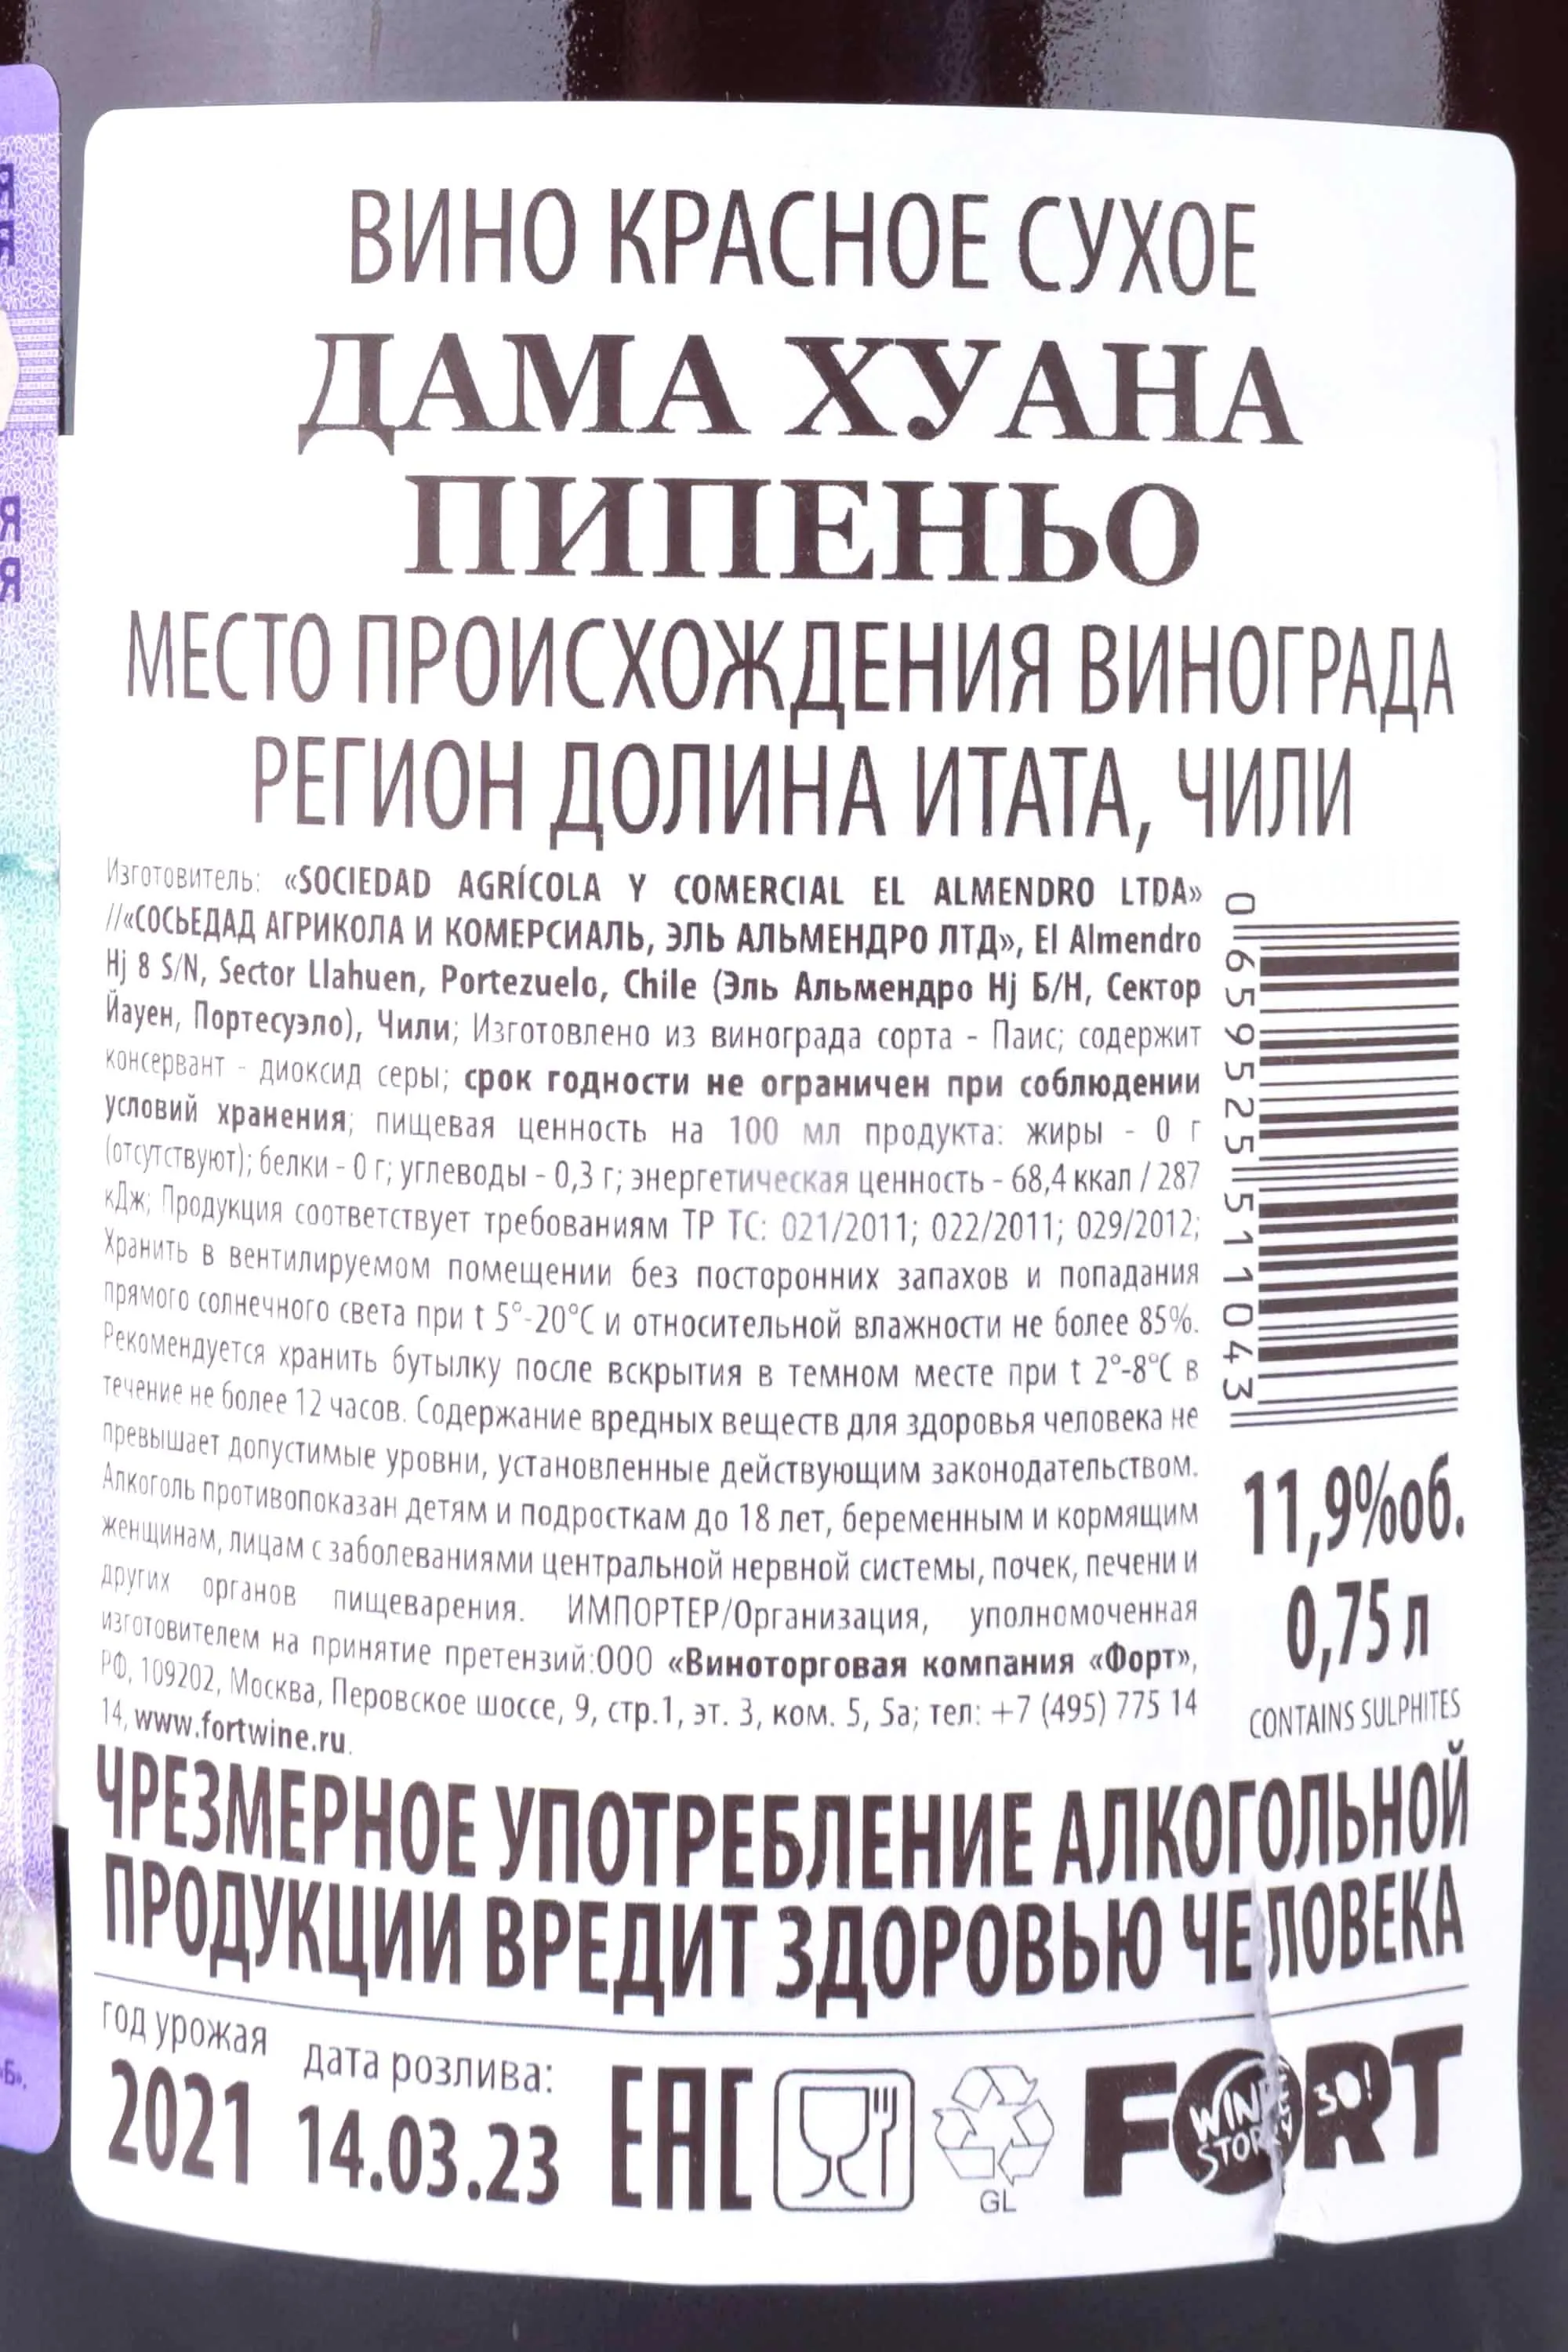 ВИНО КРАСНОЕ СУХОЕ
ДАМА ХУАНА
ПИПЕНЬО
МЕСТО ПРОИСХОЖДЕНИЯ ВИНОГРАДА
РЕГИОН ДОЛИНА ИТАТА, ЧИЛИ
Изготовитель: «SOCIEDAD AGRÍCOLA Y COMERCIAL EL ALMENDRO LTDA»
//«СОСЬЕДАД АГРИКОЛА И КОМЕРСИАЛЬ, ЭЛЬ АЛЬМЕНДРО ЛТД», El Almendro
Hj 8 S/N, Sector Llahuen, Portezuelo, Chile (Эль Альмендро Hj Б/Н, Сектор
Йауен, Портесуэло), Чили; Изготовлено из винограда сорта - Паис; содержит
консервант - диоксид серы; срок годности не ограничен при соблюдении
условий хранения; пищевая ценность на 100 мл продукта: жиры - 0 г
(отсутствуют); белки - 0 г; углеводы - 0,3 г; энергетическая ценность - 68,4 ккал / 287
кДж; Продукция соответствует требованиям ТР ТС: 021/2011; 022/2011; 029/2012;
Хранить в вентилируемом помещении без посторонних запахов и попадания
прямого солнечного света при t 5°-20°С и относительной влажности не более 85%.
Рекомендуется хранить бутылку после вскрытия в темном месте при t 2°-8°С в
течение не более 12 часов. Содержание вредных веществ для здоровья человека не
превышает допустимые уровни, установленные действующим законодательством.
Алкоголь противопоказан детям и подросткам до 18 лет, беременным и кормящим
женщинам, лицам с заболеваниями центральной нервной системы, почек, печени и
других органов пищеварения. ИМПОРТЕР/Организация, уполномоченная
изготовителем на принятие претензий:ООО «Виноторговая компания «Форт»,
РФ, 109202, Москва, Перовское шоссе, 9, стр.1, эт. 3, ком. 5, 5а; тел: +7 (495) 775 14
14, www.fortwine.ru.
0 659525 511043
11,9%об.
0,75 л
CONTAINS SULPHITES
ЧРЕЗМЕРНОЕ УПОТРЕБЛЕНИЕ АЛКОГОЛЬНОЙ
ПРОДУКЦИИ ВРЕДИТ ЗДОРОВЬЮ ЧЕЛОВЕКА
год урожая
2021
дата розлива:
14.03.23
EAC
GL
FORT
WINE
STORY
30!